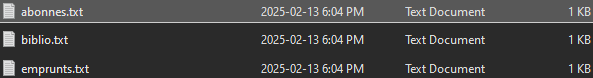 abonnes.txt 2025-02-13 6:04 PM Text Document 1 KB
biblio.txt 2025-02-13 6:04 PM Text Document 1 KB
emprunts.txt 2025-02-13 6:04 PM Text Document 1 KB